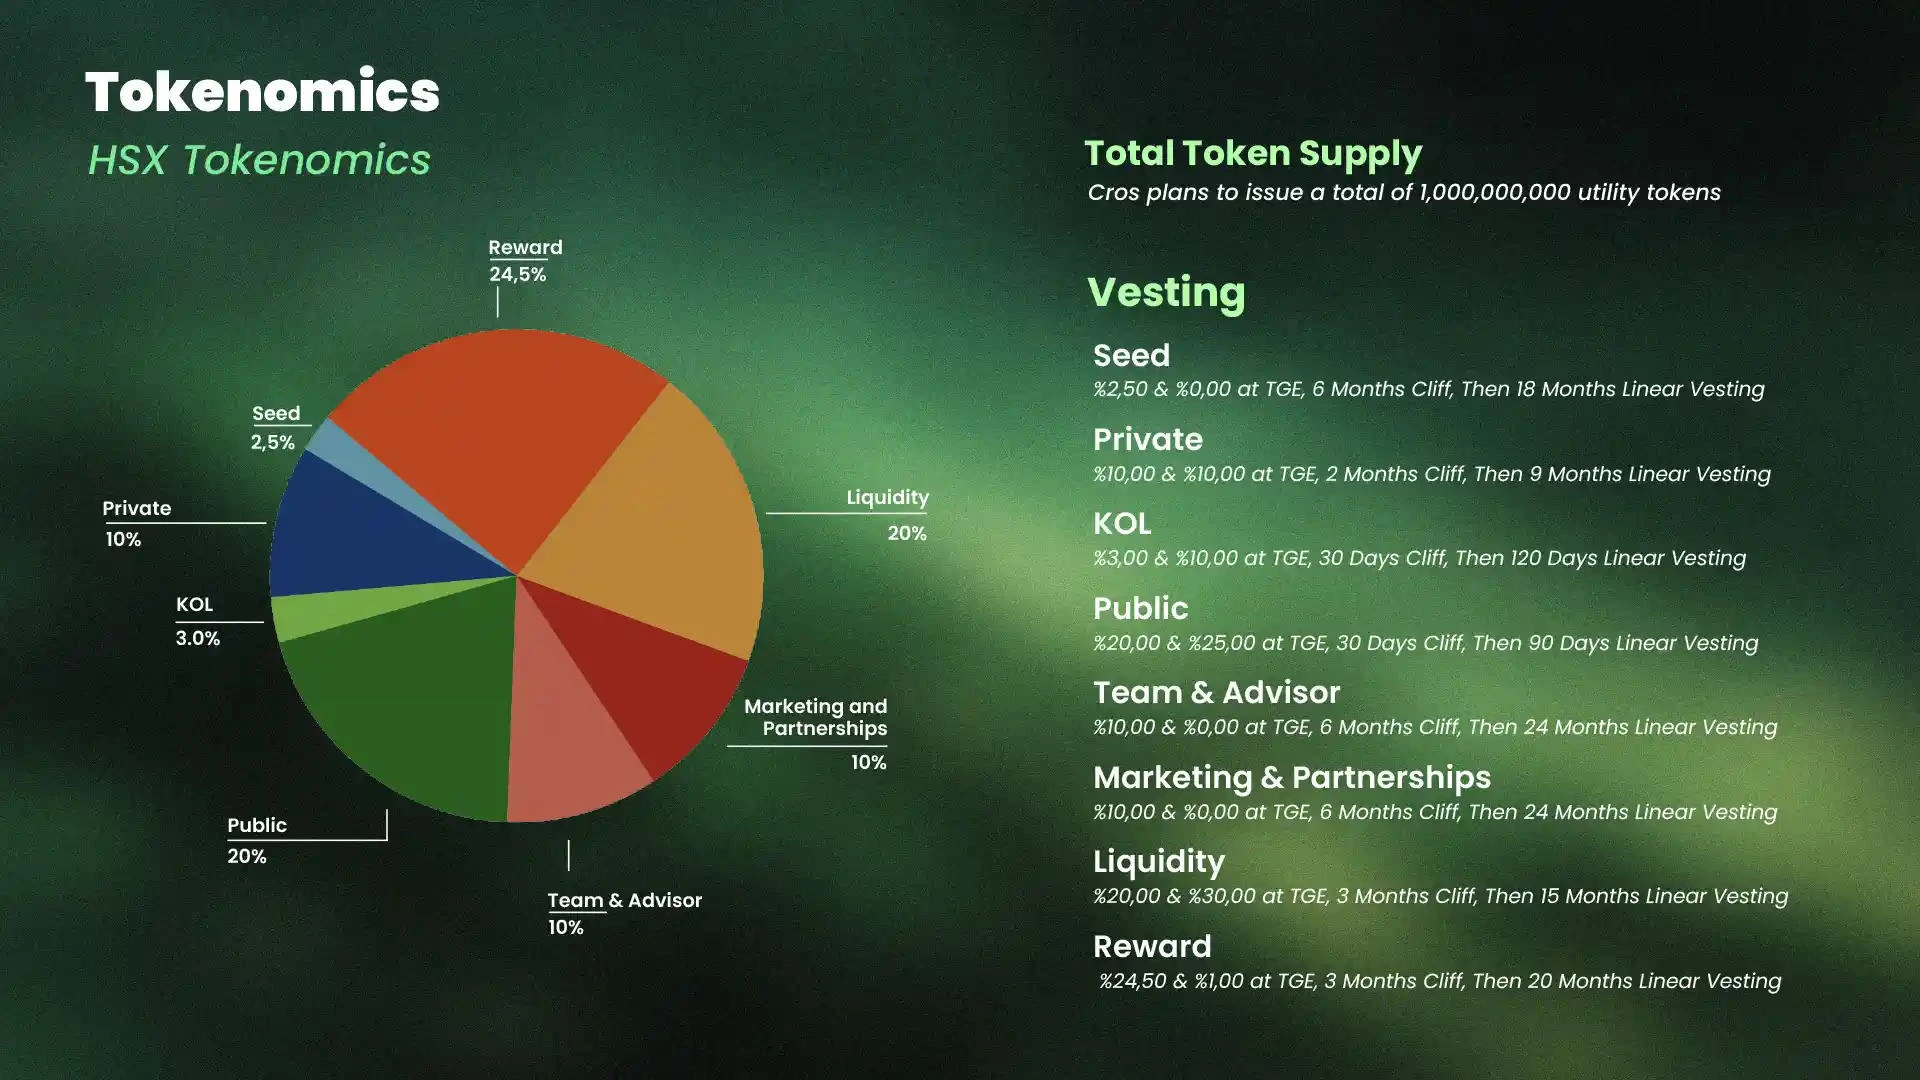 Tokenomics
HSX Tokenomics
Reward
24,5%
Seed
2,5%
Private
10%
KOL
3.0%
Public
20%
Team & Advisor
10%
Marketing and
Partnerships
10%
Liquidity
20%
Total Token Supply
Cros plans to issue a total of 1,000,000,000 utility tokens
Vesting
Seed
%2,50 & %0,00 at TGE, 6 Months Cliff, Then 18 Months Linear Vesting
Private
%10,00 & %10,00 at TGE, 2 Months Cliff, Then 9 Months Linear Vesting
KOL
%3,00 & %10,00 at TGE, 30 Days Cliff, Then 120 Days Linear Vesting
Public
%20,00 & %25,00 at TGE, 30 Days Cliff, Then 90 Days Linear Vesting
Team & Advisor
%10,00 & %0,00 at TGE, 6 Months Cliff, Then 24 Months Linear Vesting
Marketing & Partnerships
%10,00 & %0,00 at TGE, 6 Months Cliff, Then 24 Months Linear Vesting
Liquidity
%20,00 & %30,00 at TGE, 3 Months Cliff, Then 15 Months Linear Vesting
Reward
%24,50 & %1,00 at TGE, 3 Months Cliff, Then 20 Months Linear Vesting